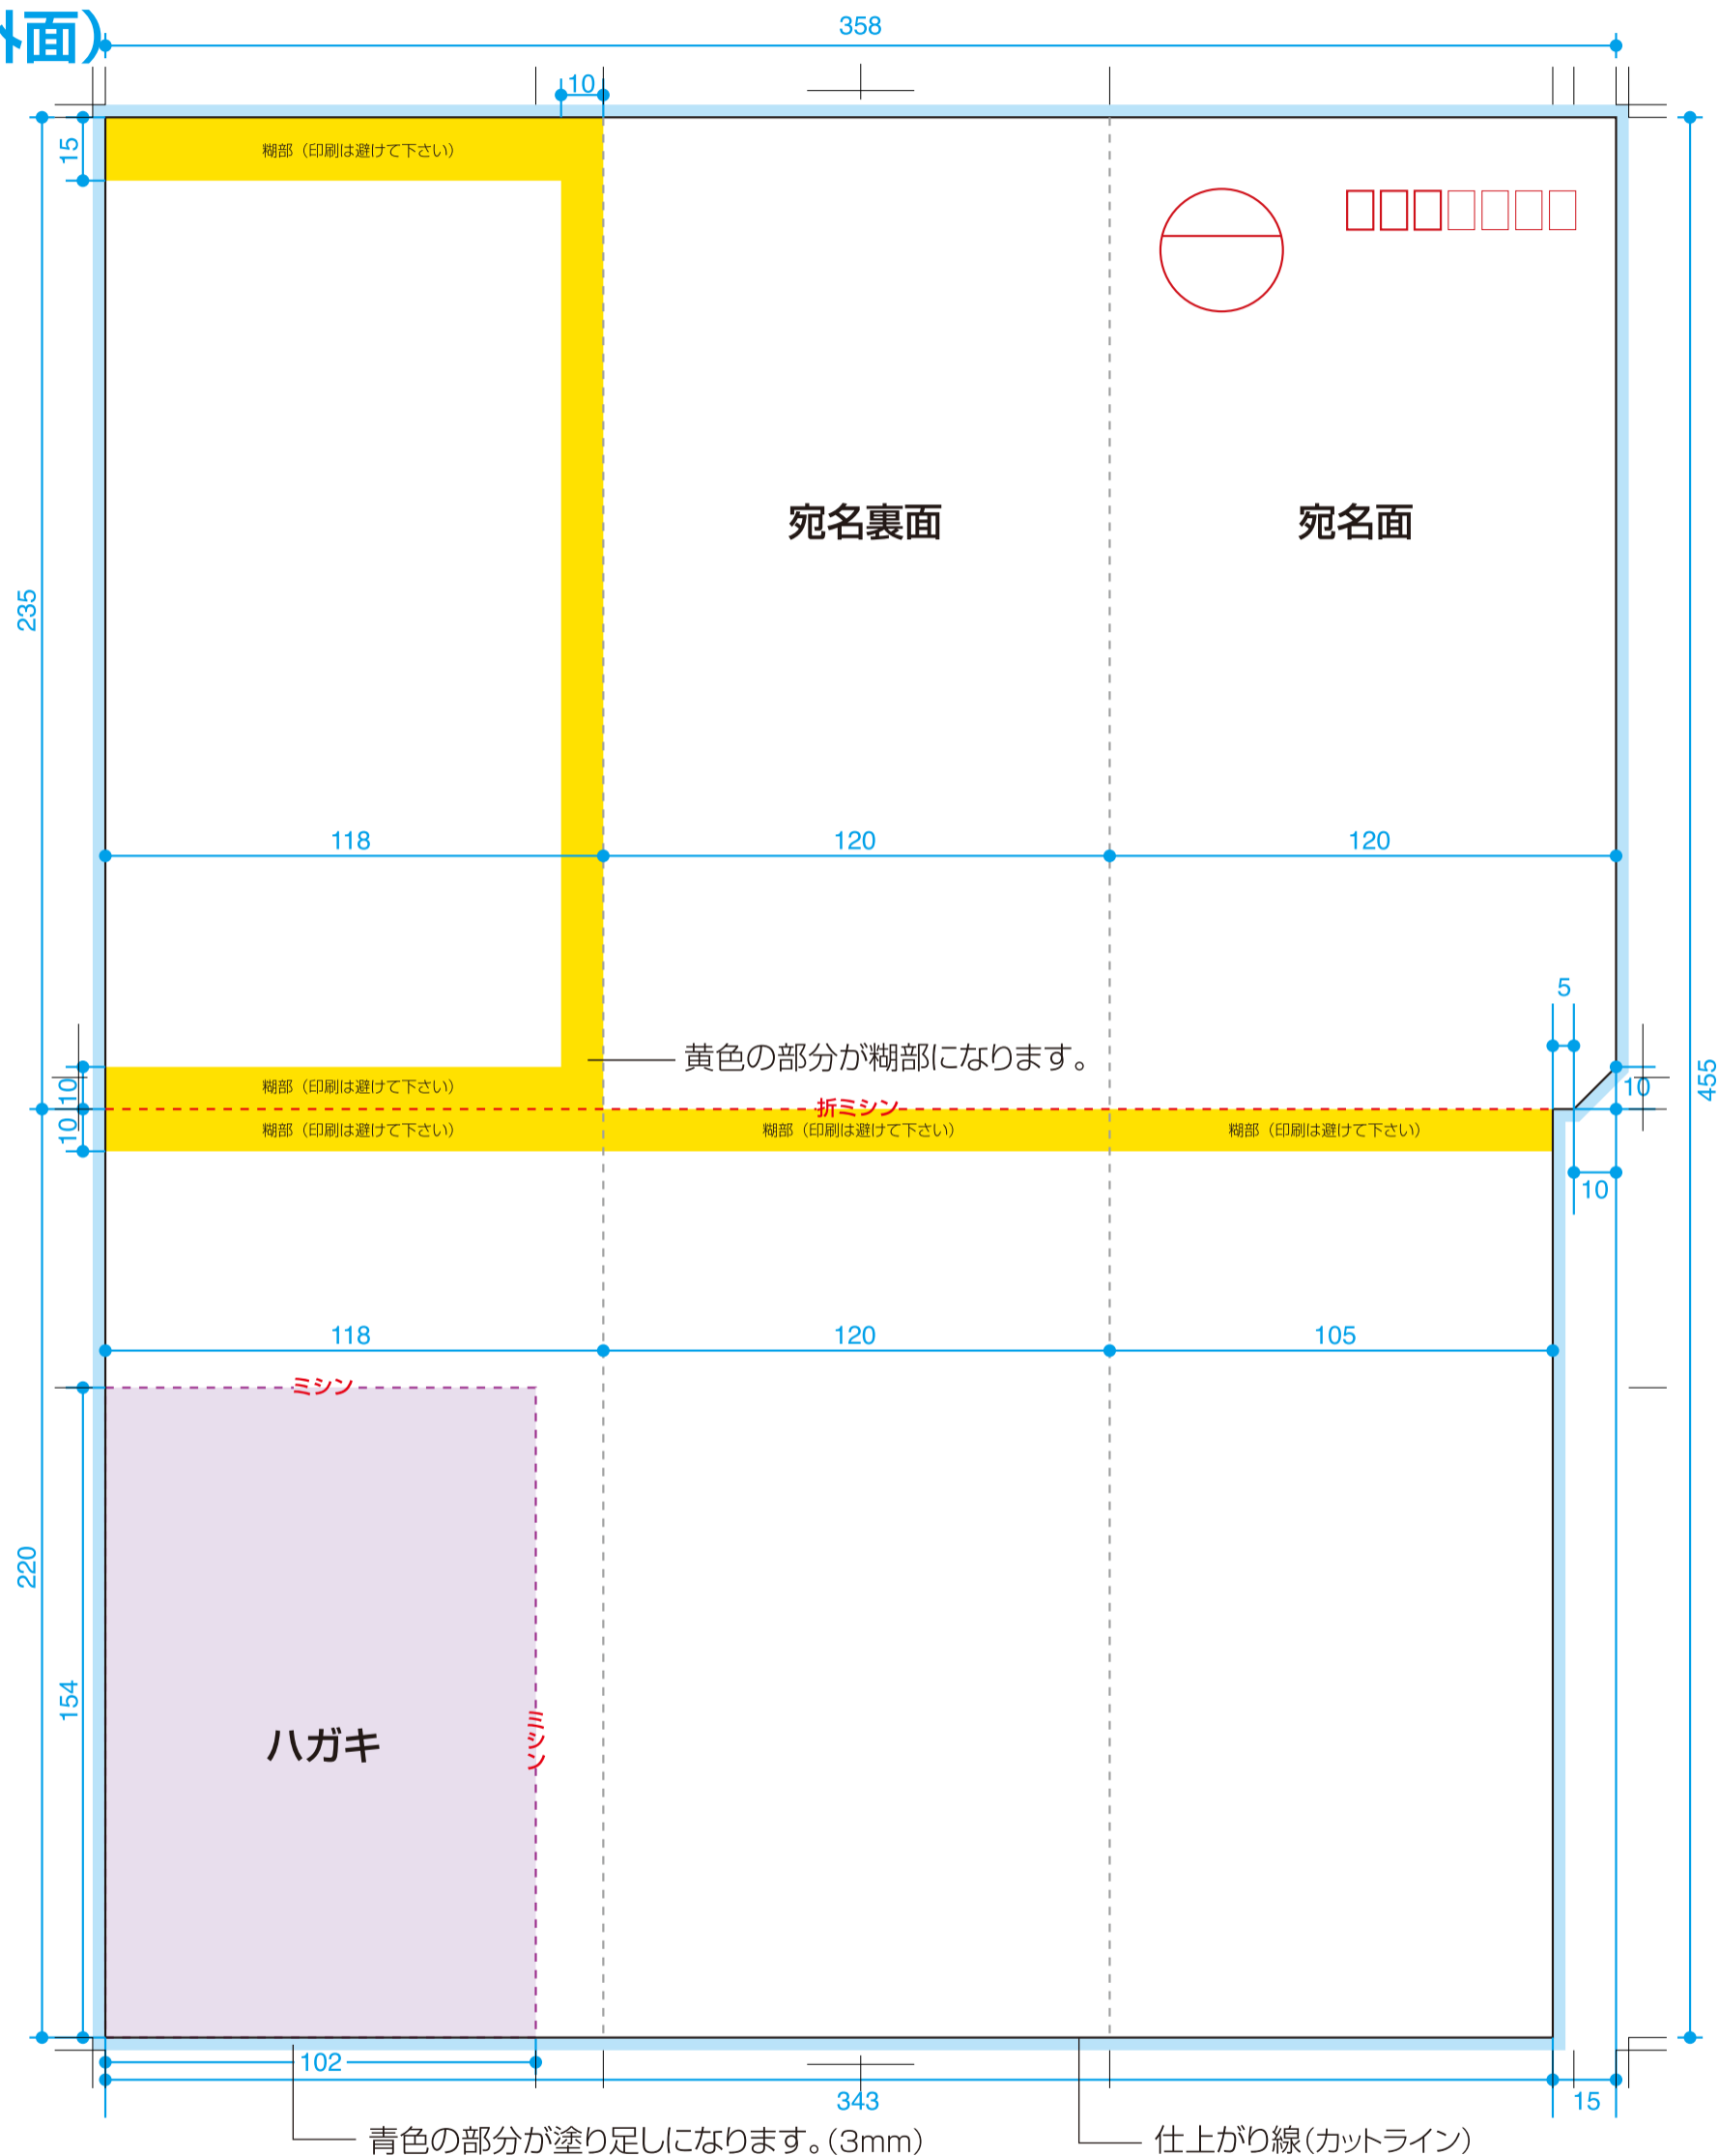 面)
358
10
15
糊部（印刷は避けて下さい）
宛名裏面
宛名面
235
118
120
120
5
黄色の部分が糊部になります。
10
糊部（印刷は避けて下さい）
10
455
折ミシン
10
糊部（印刷は避けて下さい）
糊部（印刷は避けて下さい）
糊部（印刷は避けて下さい）
10
118
120
105
ミシン
220
154
ミシン
ハガキ
102
343
15
青色の部分が塗り足しになります。(3mm)
仕上がり線(カットライン)